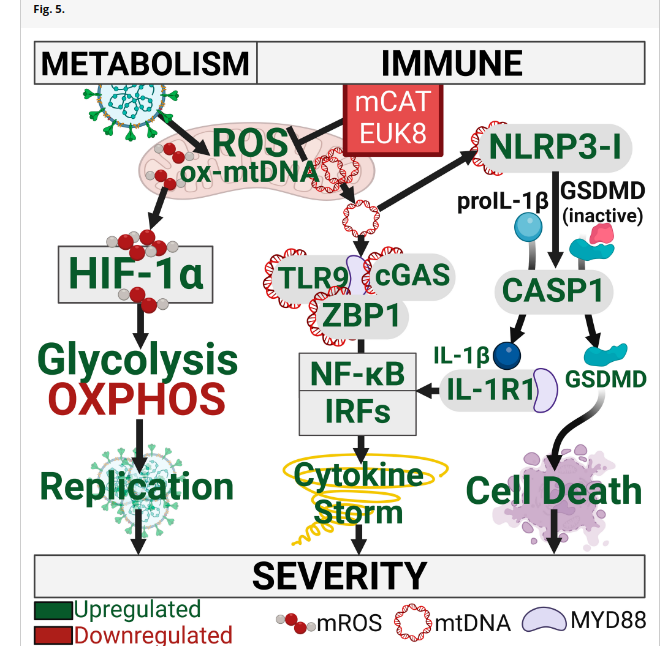 Fig. 5.
METABOLISM
IMMUNE
mCAT
EUK8
ROS
ox-mtDNA
NLRP3-I
proIL-1β
GSDMD
(inactive)
HIF-1α
TLR9
cGAS
ZBP1
CASP1
Glycolysis
OXPHOS
NF-κB
IRFs
IL-1β
IL-1R1
GSDMD
Replication
Cytokine
Storm
Cell Death
SEVERITY
Upregulated
Downregulated
mROS
mtDNA
MYD88